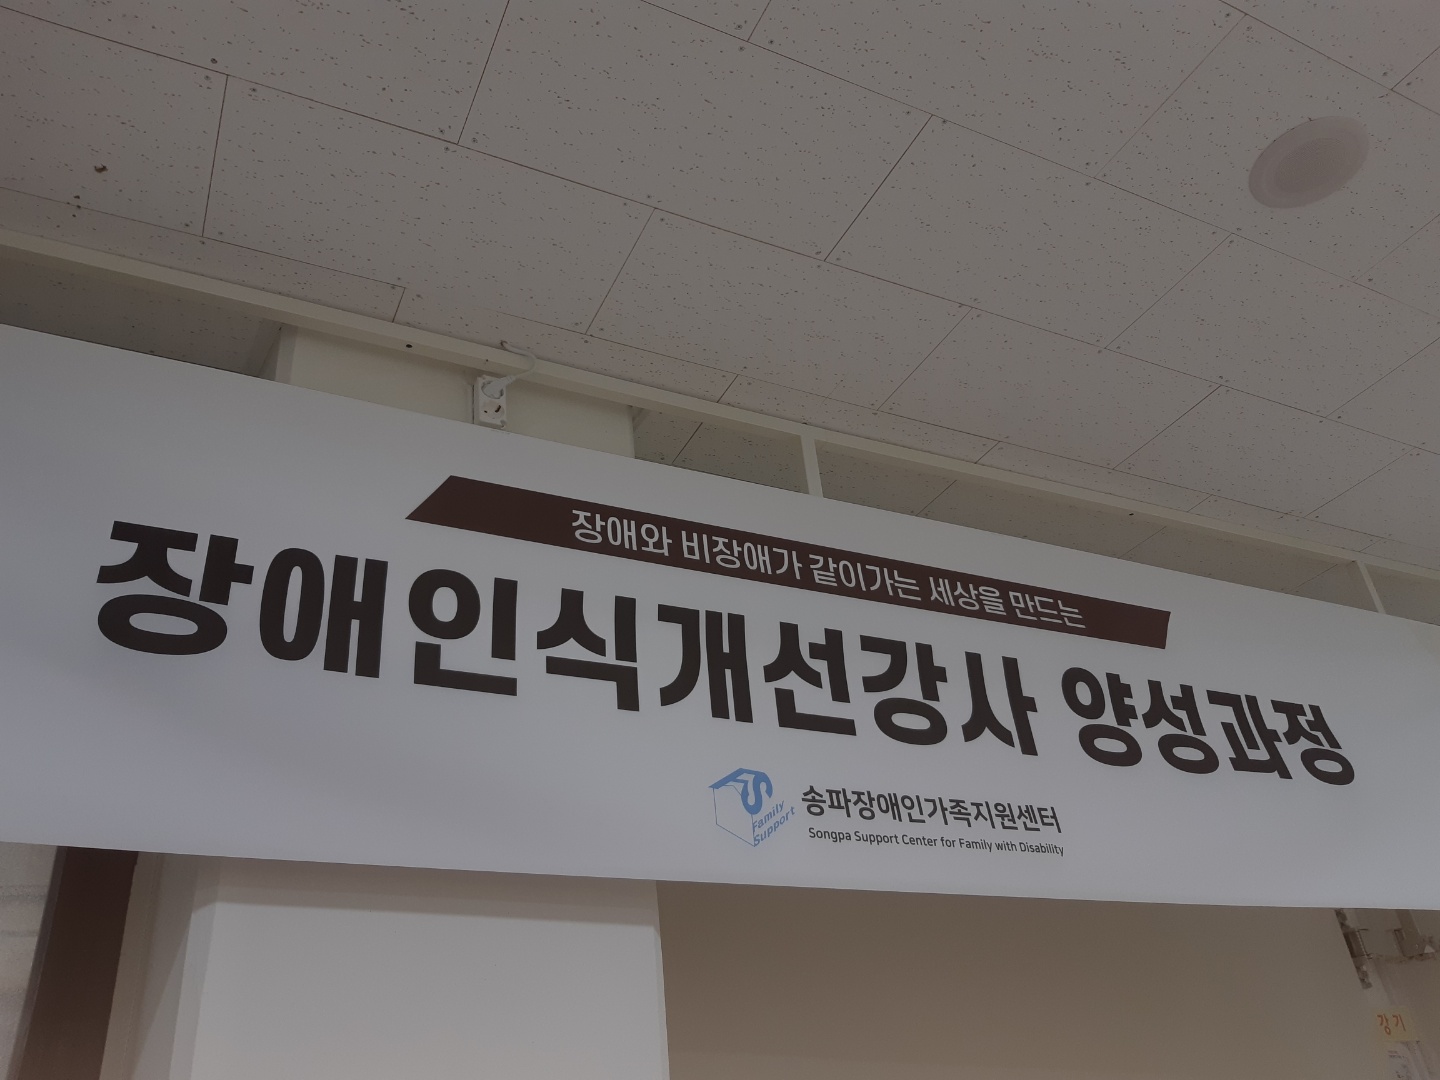 장애와 비장애가 같이가는 세상을 만드는
장애인식개선강사 양성과정
Family
Support
송파장애인가족지원센터
Songpa Support Center for Family with Disability